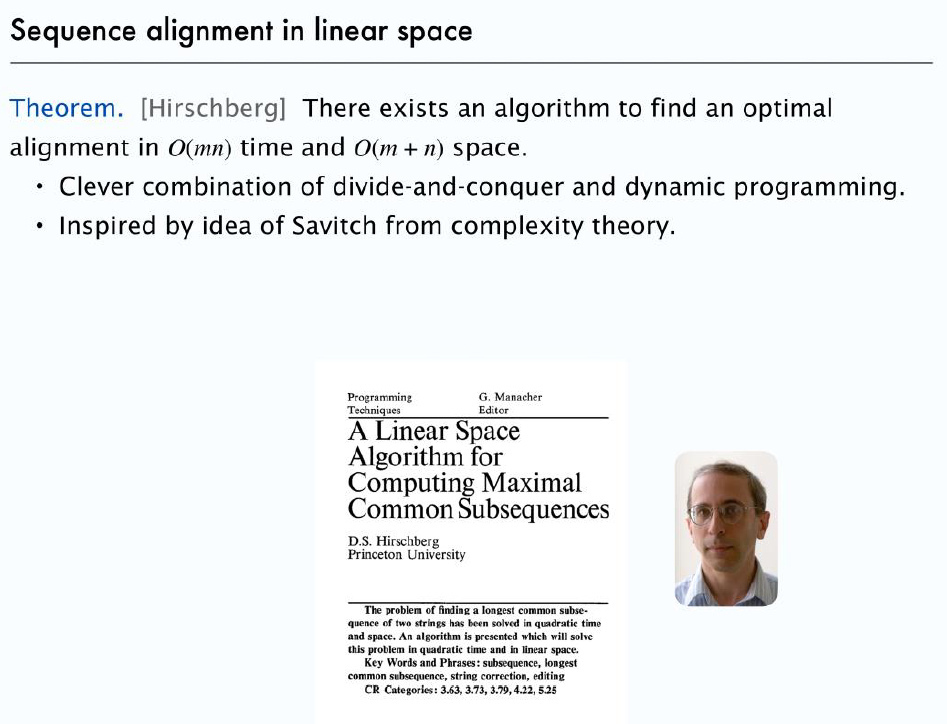 Sequence alignment in linear space
Theorem. [Hirschberg] There exists an algorithm to find an optimal
alignment in O(mn) time and O(m + n) space.
• Clever combination of divide-and-conquer and dynamic programming.
• Inspired by idea of Savitch from complexity theory.
Programming G. Manacher
Techniques Editor
A Linear Space
Algorithm for
Computing Maximal
Common Subsequences
D.S. Hirschberg
Princeton University
The problem of finding a longest common subse-
quence of two strings has been solved in quadratic time
and space. An algorithm is presented which will solve
this problem in quadratic time and in linear space.
Key Words and Phrases: subsequence, longest
common subsequence, string correction, editing
CR Categories: 3.63, 3.73, 3.79, 4.22, 5.25